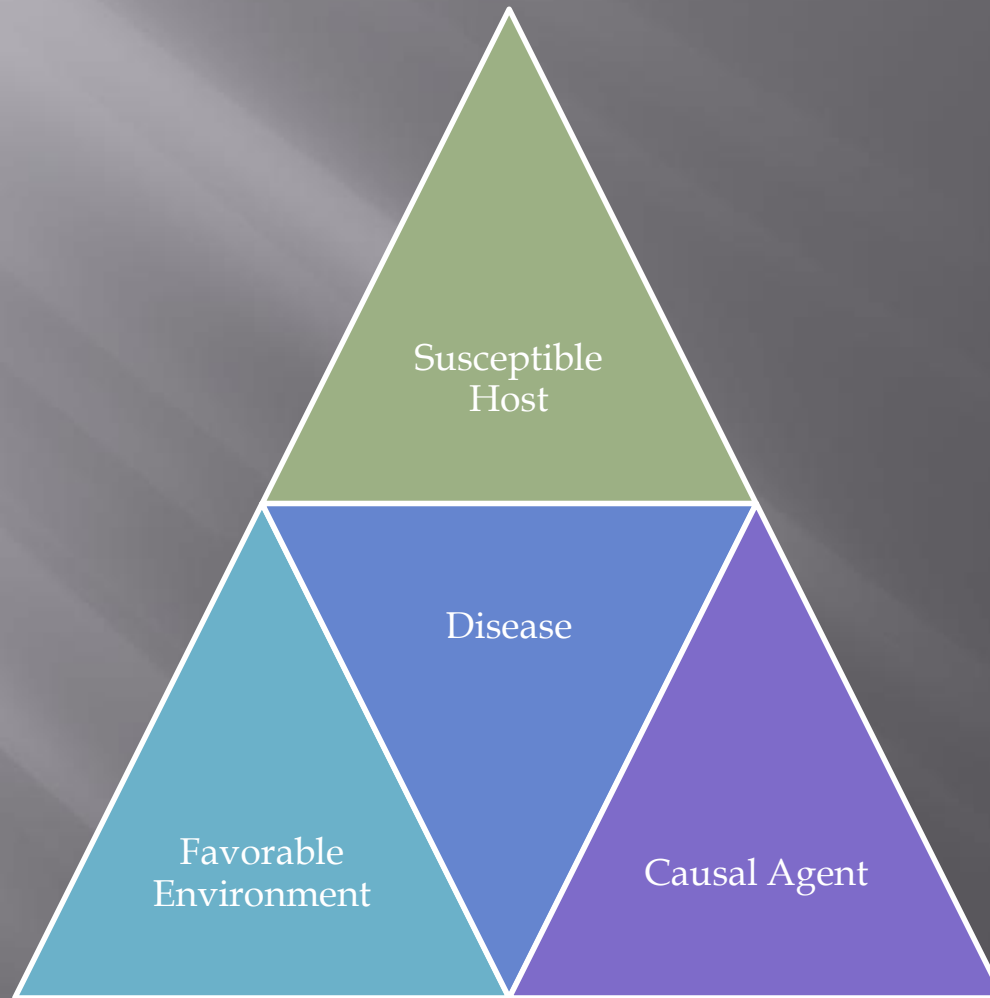 Susceptible
Host
Disease
Favorable
Environment
Causal Agent